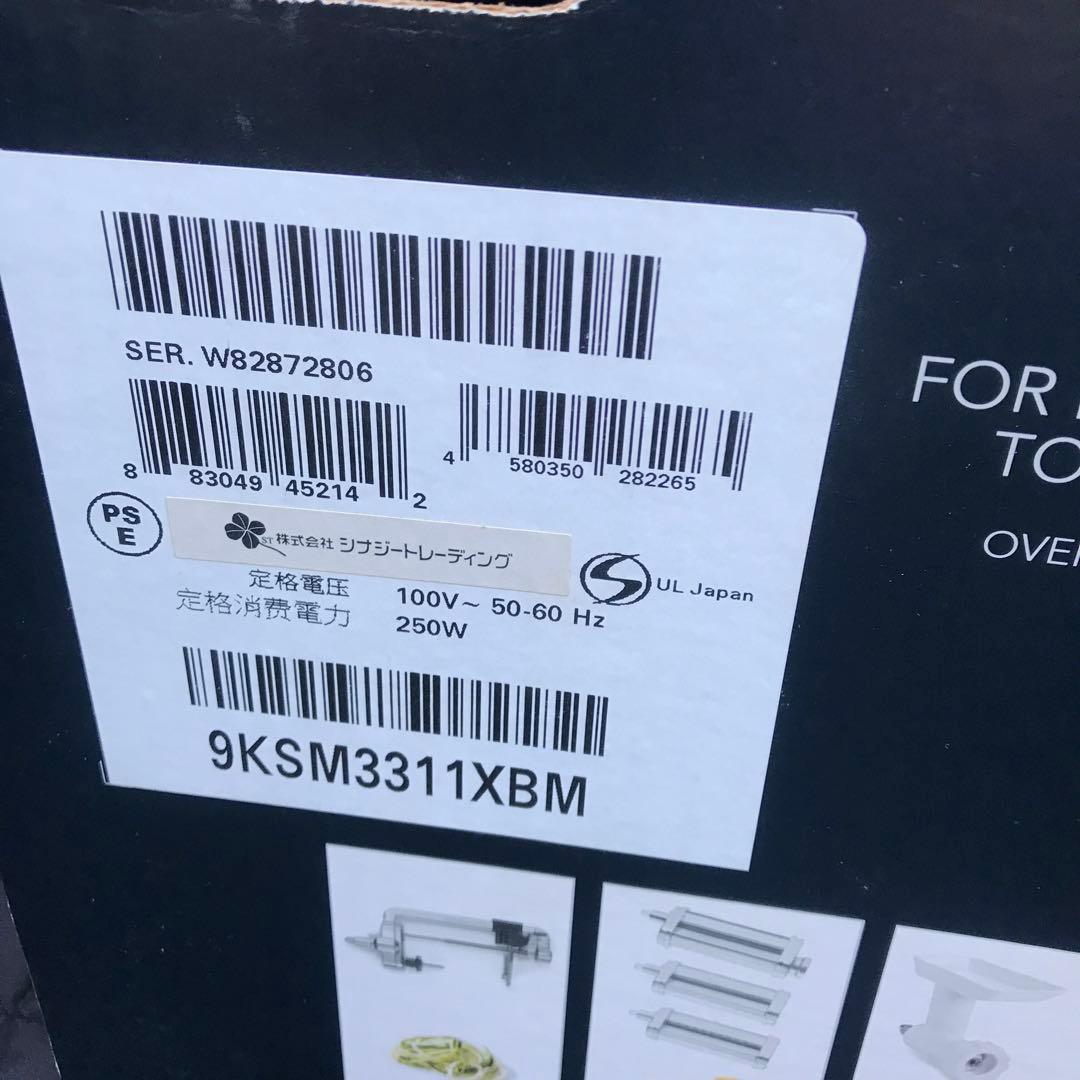 SER. W82872806
8 83049 45214 2
4 580350 282265
PS
E
ST 株式会社 シナジートレーディング
UL Japan
定格電圧 100V~ 50-60 Hz
定格消費電力 250W
9KSM3311XBM
FOR
TO
OVE